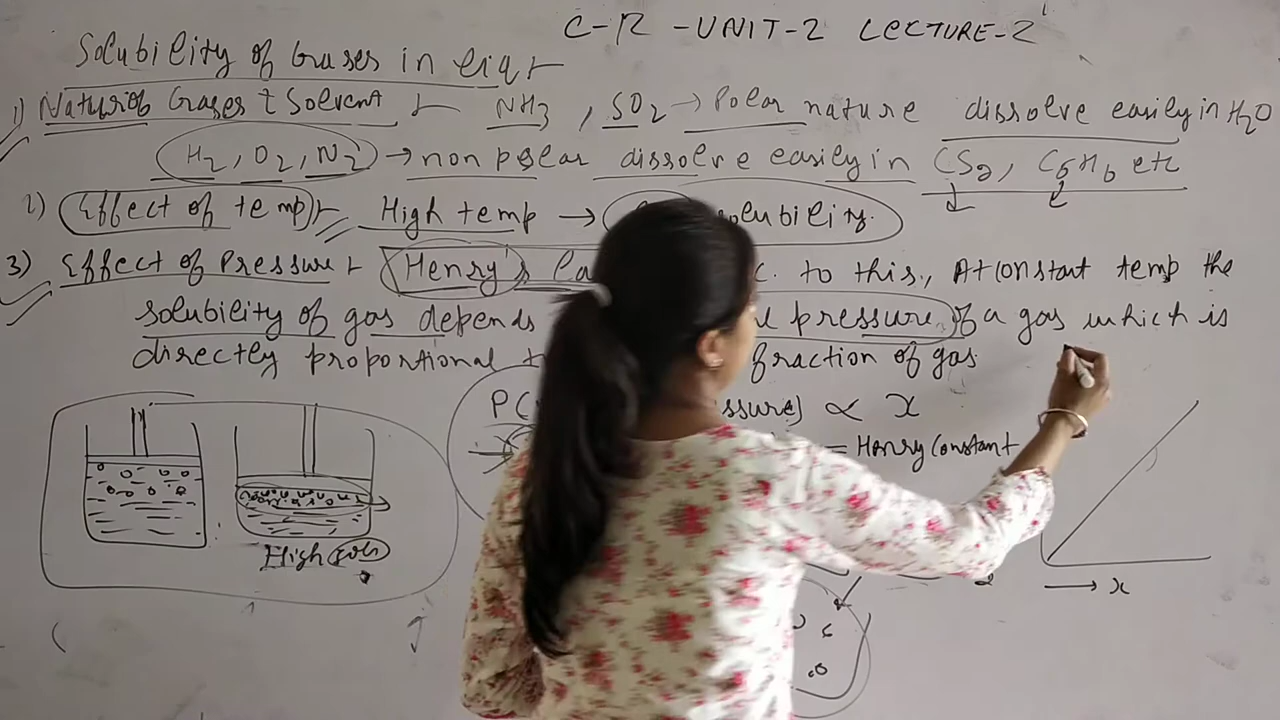 C-R -UNIT-2 LECTURE-2
Solubility of Gases in liq
1) Nature of Gases & Solvent - NH3, SO2 → Polar nature dissolve easily in H2O
H2, O2, N2 → non polar dissolve easily in CS2, C6H6 etc
2) Effect of temp - High temp → solubility.
3) Effect of Pressure - Henry's to this, At constant temp the
solubility of gas depends pressure of a gas which is
directly proportional fraction of gas
P( ssure) ∝ x
= Henry Constant
High
→ x